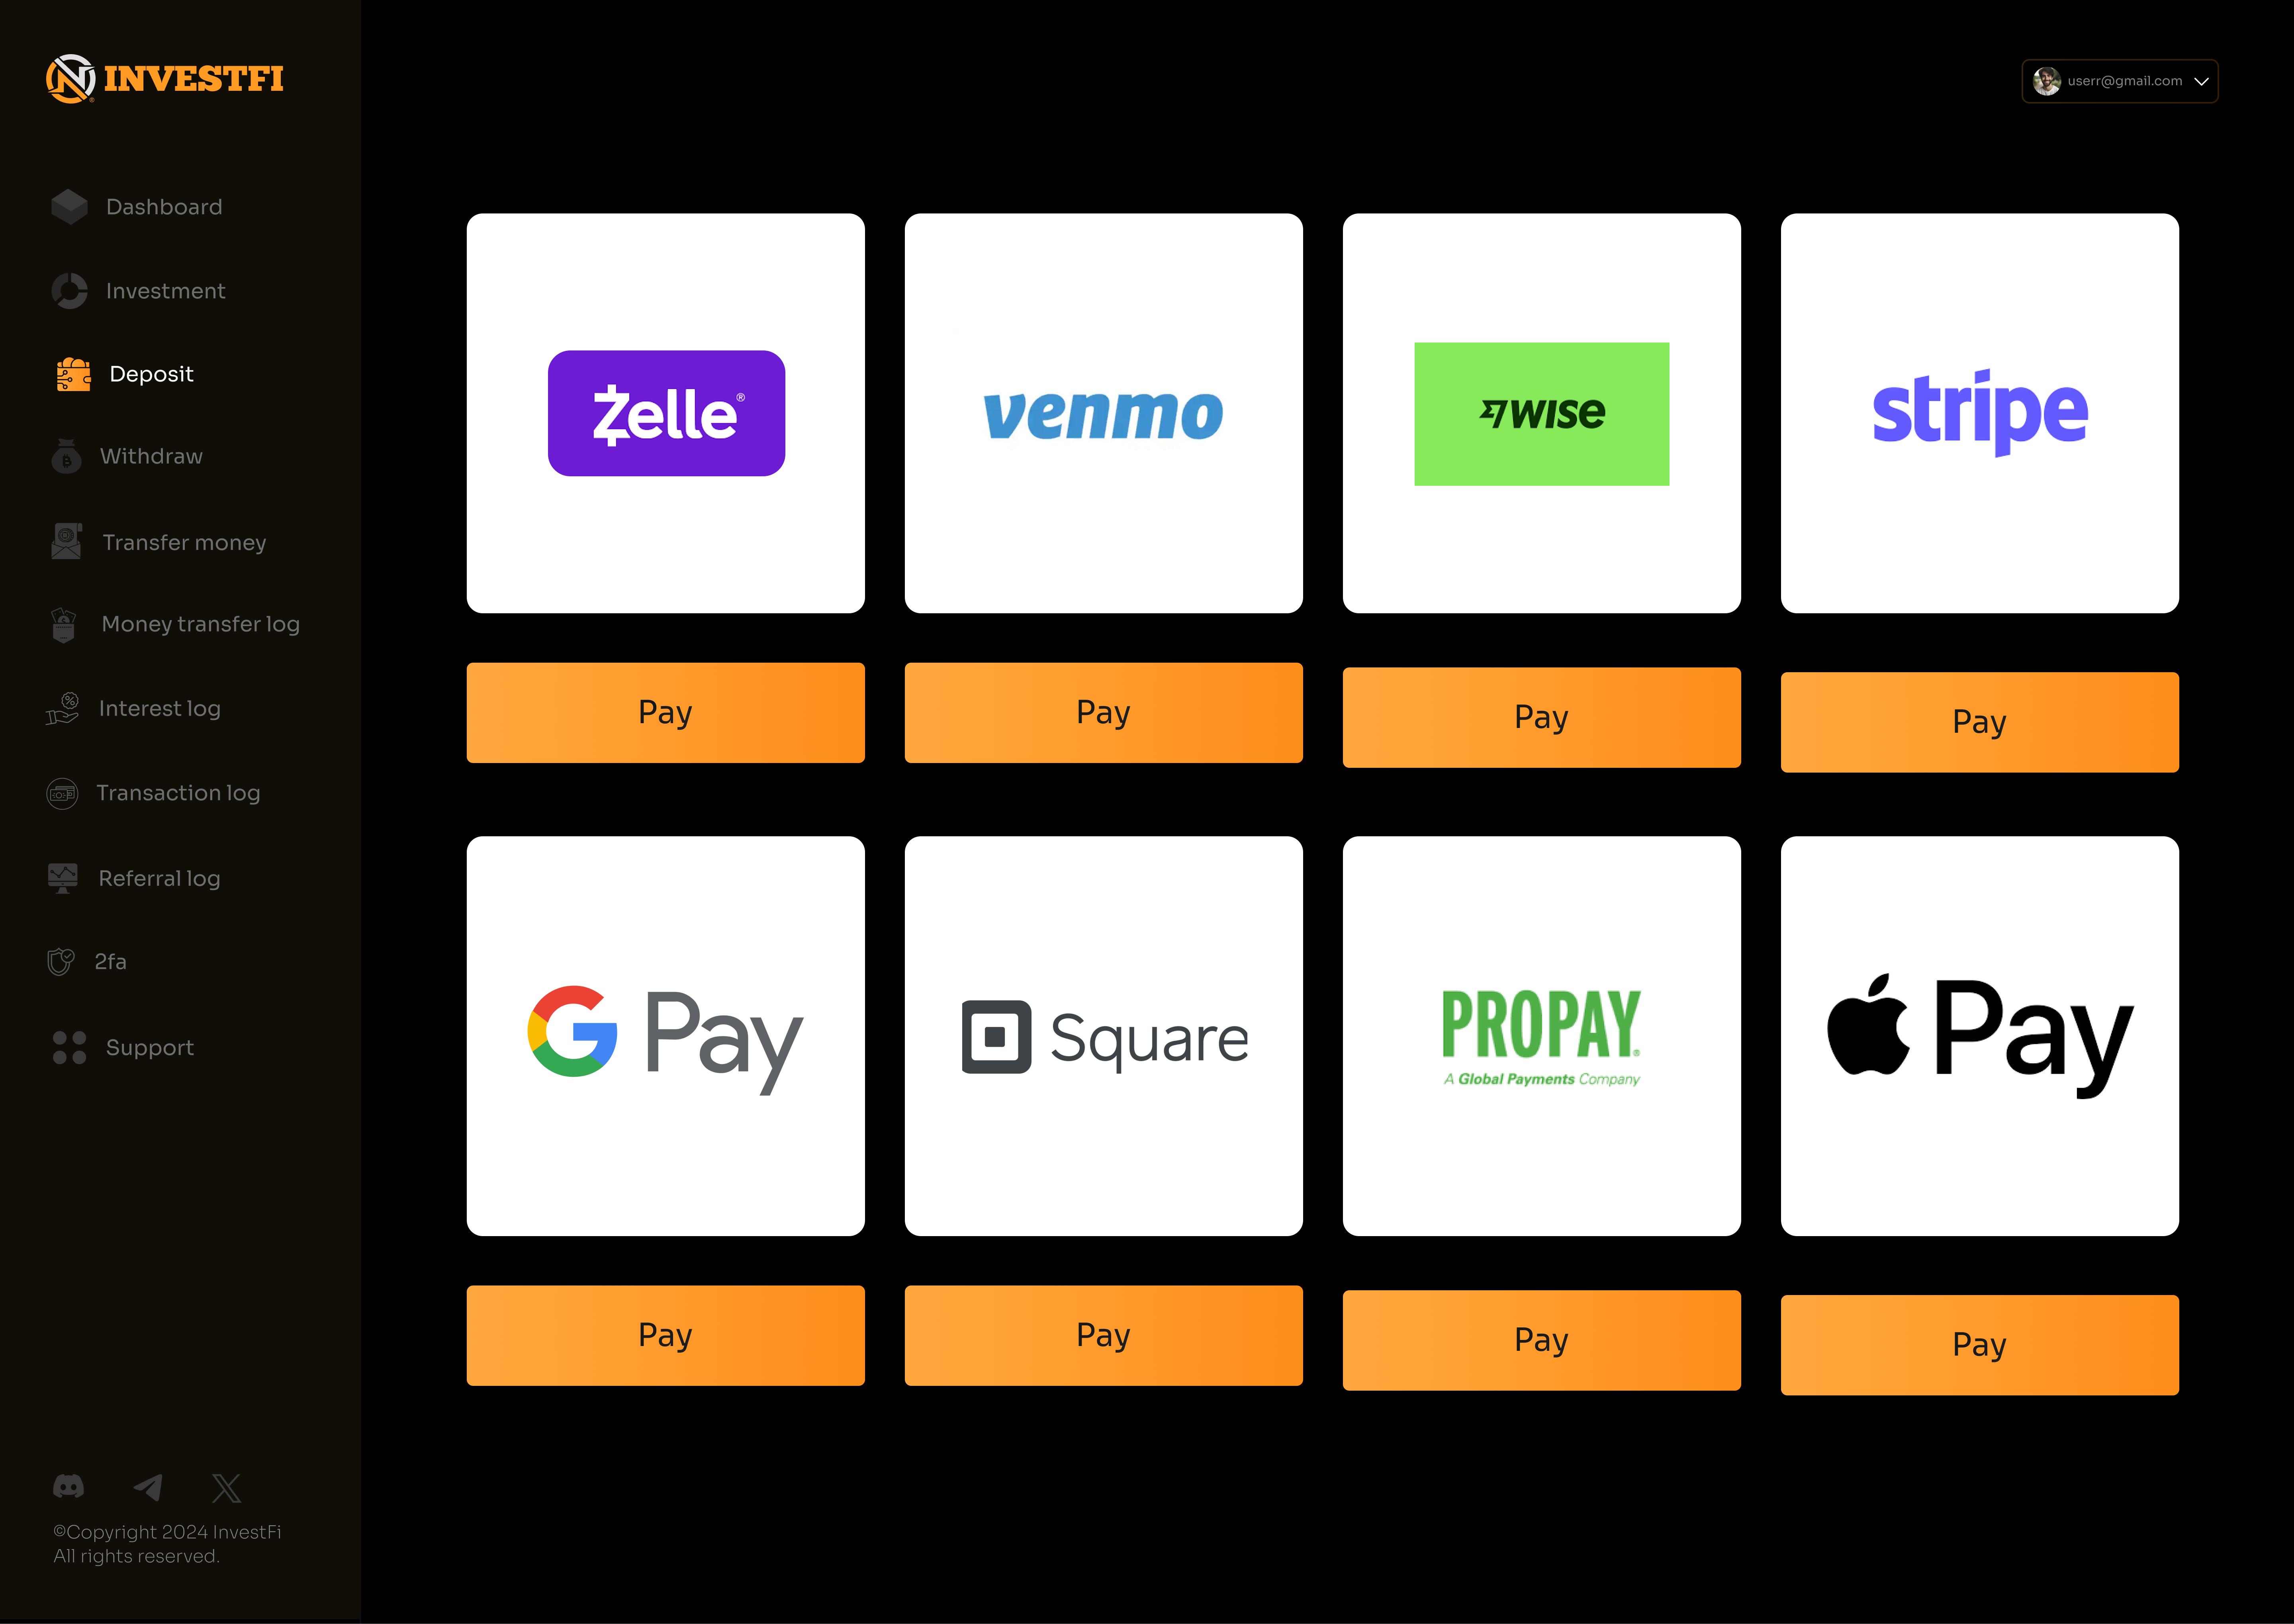 INVESTFI
userr@gmail.com
Dashboard
Investment
Deposit
Withdraw
Transfer money
Money transfer log
Interest log
Transaction log
Referral log
2fa
Support
Zelle®
venmo
WISE
stripe
Pay
Pay
Pay
Pay
G Pay
Square
PROPAY®
A Global Payments Company
Pay
Pay
Pay
Pay
Pay
©Copyright 2024 InvestFi
All rights reserved.